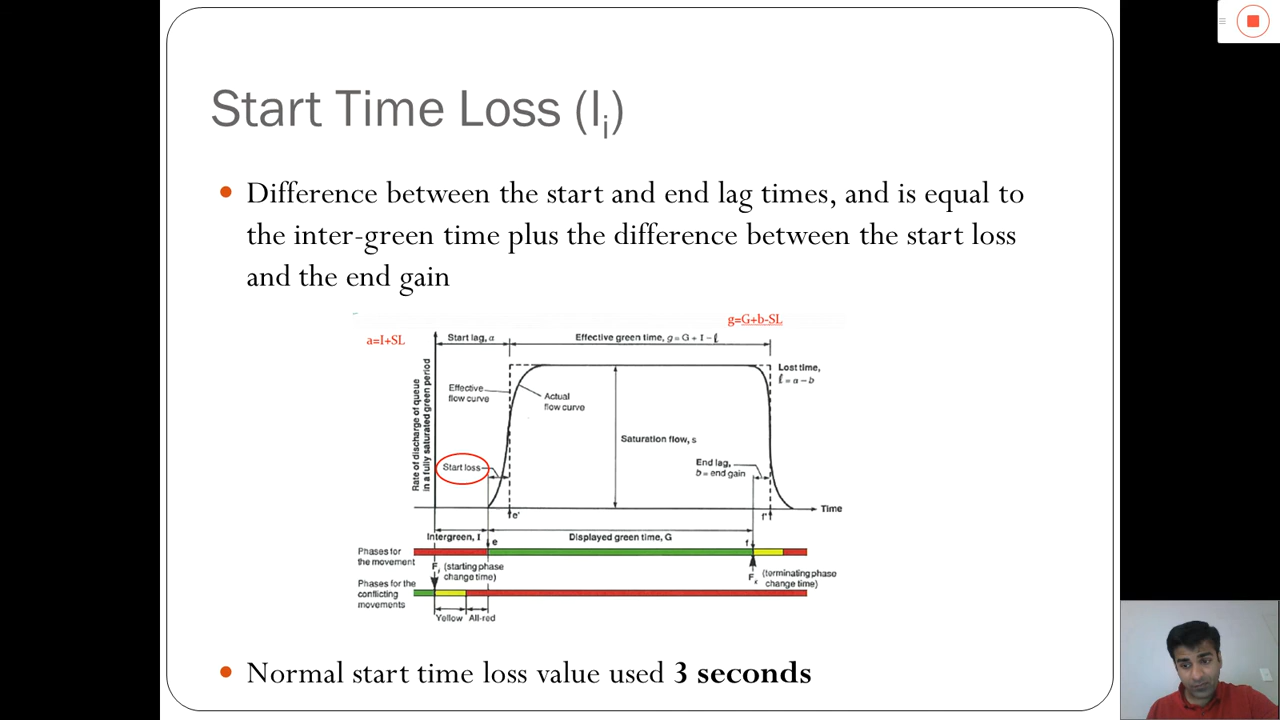 Start Time Loss (lᵢ)
Difference between the start and end lag times, and is equal to
the inter-green time plus the difference between the start loss
and the end gain
g=G+b-SL
a=I+SL
Start lag, a
Effective green time, g = G + I – ℓ
Lost time,
ℓ = a – b
Rate of discharge of queue
in a fully saturated green period
Effective
flow curve
Actual
flow curve
Saturation flow, s
Start loss
End lag,
b = end gain
e'
f'
Time
Intergreen, I
e
Displayed green time, G
f
Phases for
the movement
F
(starting phase
change time)
F
(terminating phase
change time)
Phases for the
conflicting
movements
Yellow
All-red
Normal start time loss value used 3 seconds